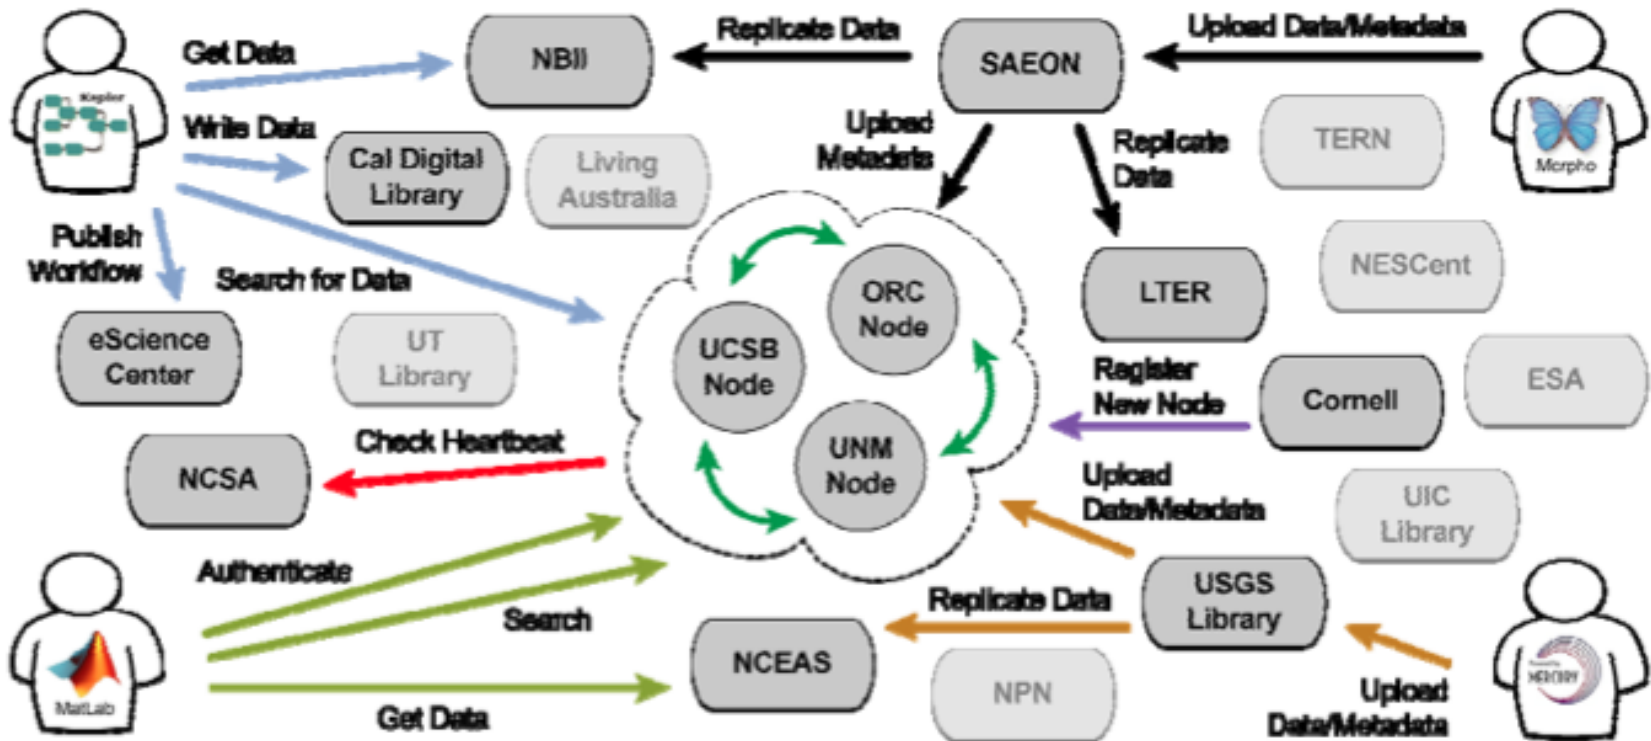 Get Data
NBII
Replicate Data
SAEON
Upload Data/Metadata
Kepler
Write Data
Cal Digital
Library
Living
Australia
Upload
Metadata
Replicate
Data
TERN
Morpho
Publish
Workflow
Search for Data
ORC
Node
LTER
NESCent
eScience
Center
UT
Library
UCSB
Node
Register
New Node
Cornell
ESA
Check Heartbeat
NCSA
UNM
Node
Upload
Data/Metadata
UIC
Library
Authenticate
Search
Replicate Data
USGS
Library
MatLab
Get Data
NCEAS
NPN
Upload
Data/Metadata
Powered by
MERCURY